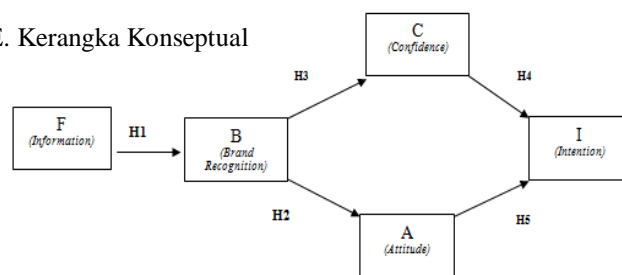 E. Kerangka Konseptual
C
(Confidence)
H3
H4
F
(Information)
H1
B
(Brand
Recognition)
I
(Intention)
H2
A
(Attitude)
H5